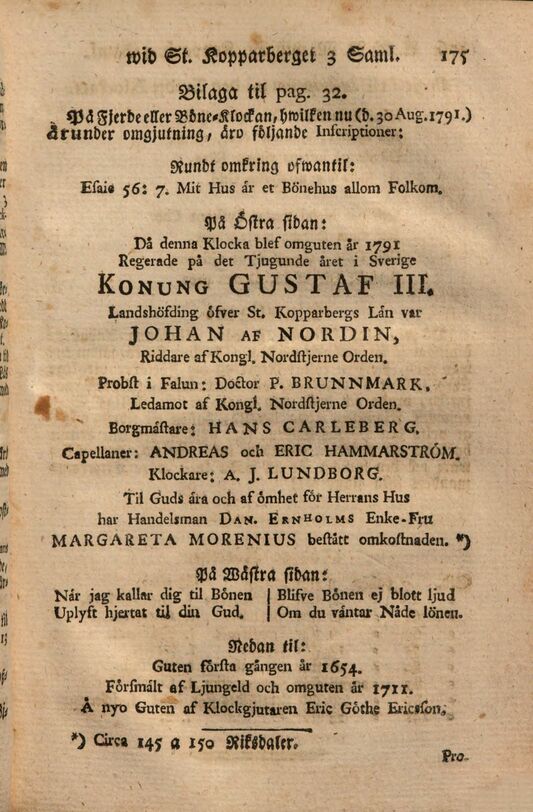 wid St. Kopparberget 3 Saml. 175
Bilaga til pag. 32.
På Fjerde eller Böne-Klockan, hwilken nu (d. 30 Aug. 1791.)
är under omgjutning, äro följande Inscriptioner:
Rundt omkring ofwantil:
Esaie 56: 7. Mit Hus år et Bönehus allom Folkom.
På Östra sidan:
Då denna Klocka blef omguten år 1791
Regerade på det Tjugunde året i Sverige
KONUNG GUSTAF III.
Landshöfding öfver St. Kopparbergs Län var
JOHAN AF NORDIN,
Riddare af Kongl. Nordstjerne Orden.
Probst i Falun: Doctor P. BRUNNMARK,
Ledamot af Kongl. Nordstjerne Orden.
Borgmästare: HANS CARLEBERG.
Capellaner: ANDREAS och ERIC HAMMARSTRÖM.
Klockare: A. J. LUNDBORG.
Til Guds ära och af ömhet för Herrans Hus
har Handelsman DAN. ERNHOLMS Enke-Fru
MARGARETA MORENIUS bestått omkostnaden. *)
På Wästra sidan:
När jag kallar dig til Bönen | Blifve Bönen ej blott ljud
Uplyft hjertat til din Gud. | Om du väntar Nåde lönen.
Nedan til:
Guten första gången år 1654.
Försmält af Ljungeld och omguten år 1711.
Å nyo Guten af Klockgjutaren Eric Göthe Ericsson.
*) Circa 145 a 150 Riksdaler.
Pro-